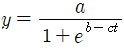 y = a / (1 + e^{b − ct})